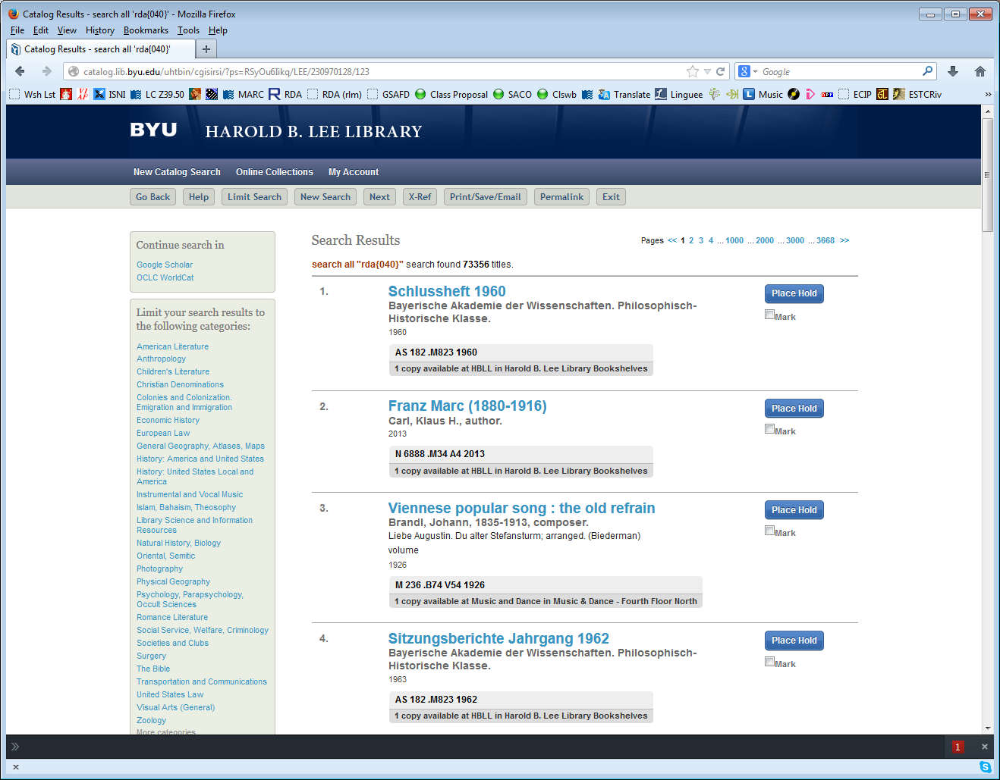 Catalog Results - search all 'rda{040}' - Mozilla Firefox
File Edit View History Bookmarks Tools Help
Catalog Results - search all 'rda{040}'
catalog.lib.byu.edu/uhtbin/cgisirsi/?ps=RSyOu6Iikq/LEE/230970128/123
Google
Wsh Lst ISNI LC Z39.50 MARC RDA RDA (rlm) GSAFD Class Proposal SACO Clswb Translate Linguee Music ECIP ESTCRiv
BYU HAROLD B. LEE LIBRARY
New Catalog Search Online Collections My Account
Go Back Help Limit Search New Search Next X-Ref Print/Save/Email Permalink Exit
Continue search in
Google Scholar
OCLC WorldCat
Limit your search results to
the following categories:
American Literature
Anthropology
Children's Literature
Christian Denominations
Colonies and Colonization.
Emigration and Immigration
Economic History
European Law
General Geography, Atlases, Maps
History: America and United States
History: United States Local and
America
Instrumental and Vocal Music
Islam, Bahaism, Theosophy
Library Science and Information
Resources
Natural History, Biology
Oriental, Semitic
Photography
Physical Geography
Psychology, Parapsychology,
Occult Sciences
Romance Literature
Social Service, Welfare, Criminology
Societies and Clubs
Surgery
The Bible
Transportation and Communications
United States Law
Visual Arts (General)
Zoology
More categories
Search Results
Pages << 1 2 3 4 ... 1000 ... 2000 ... 3000 ... 3668 >>
search all "rda{040}" search found 73356 titles.
1. Schlussheft 1960
Bayerische Akademie der Wissenschaften. Philosophisch-
Historische Klasse.
1960
AS 182 .M823 1960
1 copy available at HBLL in Harold B. Lee Library Bookshelves
Place Hold
Mark
2. Franz Marc (1880-1916)
Carl, Klaus H., author.
2013
N 6888 .M34 A4 2013
1 copy available at HBLL in Harold B. Lee Library Bookshelves
Place Hold
Mark
3. Viennese popular song : the old refrain
Brandl, Johann, 1835-1913, composer.
Liebe Augustin. Du alter Stefansturm; arranged. (Biederman)
volume
1926
M 236 .B74 V54 1926
1 copy available at Music and Dance in Music & Dance - Fourth Floor North
Place Hold
Mark
4. Sitzungsberichte Jahrgang 1962
Bayerische Akademie der Wissenschaften. Philosophisch-
Historische Klasse.
1963
AS 182 .M823 1962
1 copy available at HBLL in Harold B. Lee Library Bookshelves
Place Hold
Mark
1